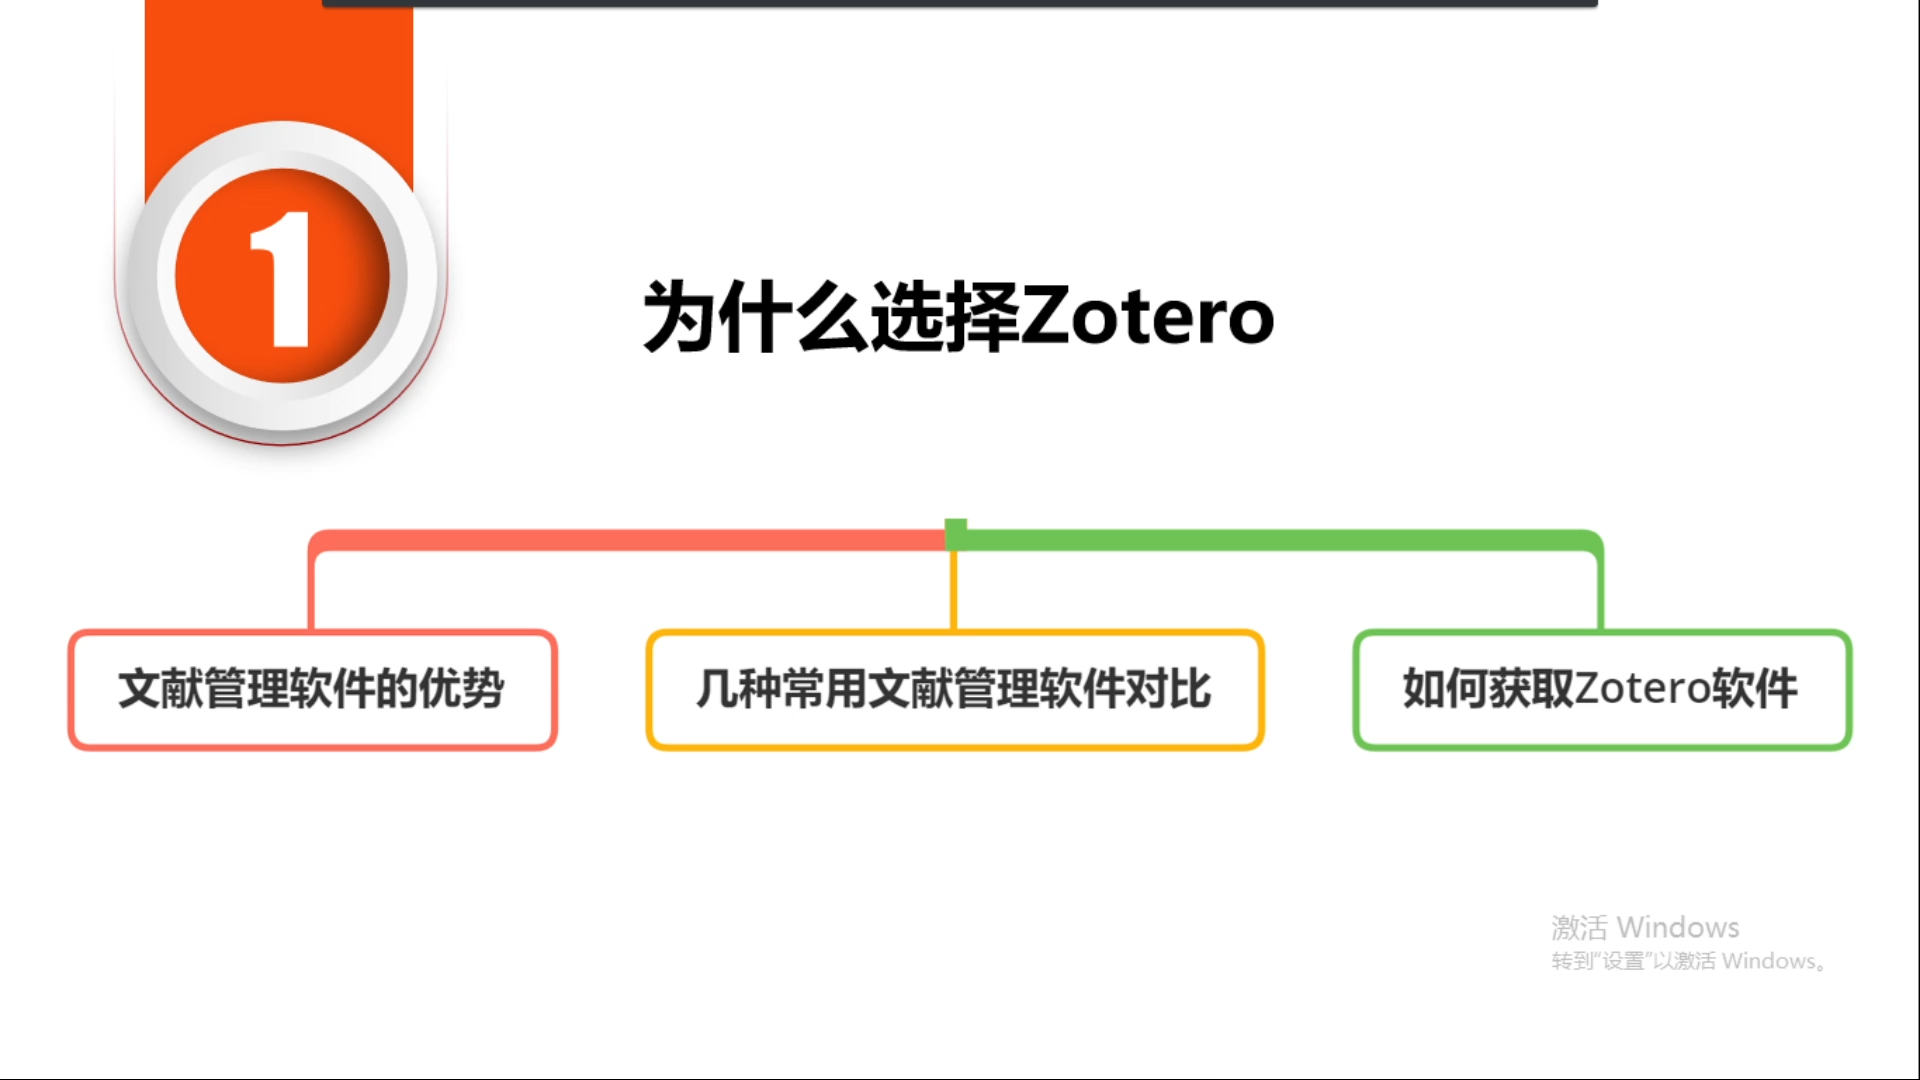 1
为什么选择Zotero
文献管理软件的优势
几种常用文献管理软件对比
如何获取Zotero软件
激活 Windows
转到“设置”以激活 Windows。